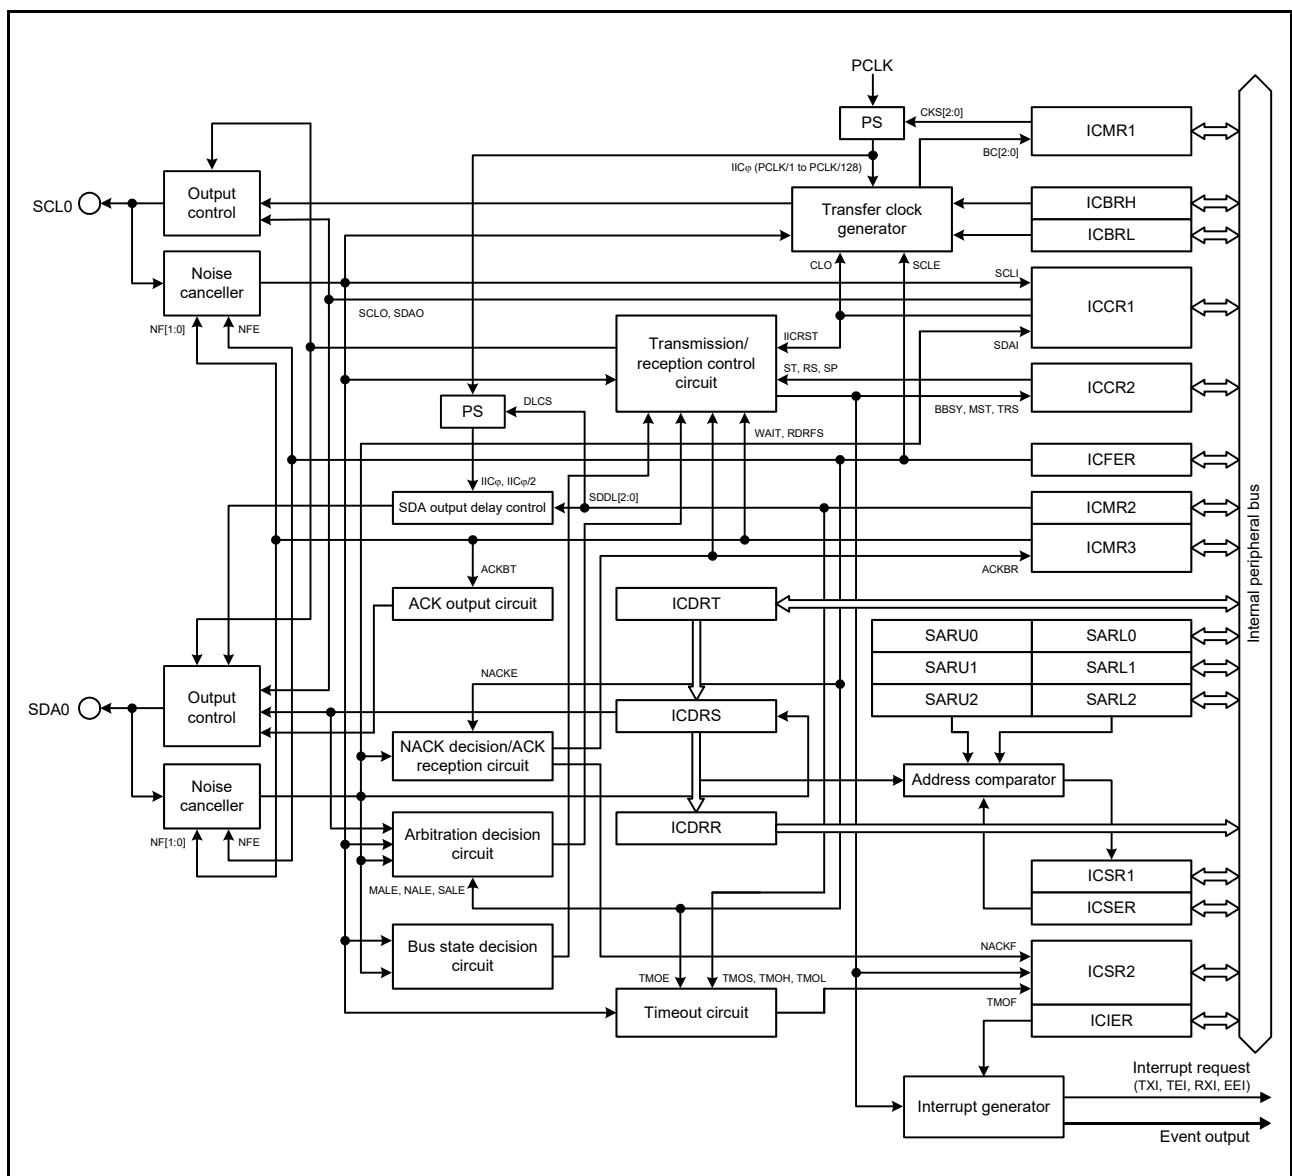 PCLK
PS
CKS[2:0]
ICMR1
BC[2:0]
IICφ (PCLK/1 to PCLK/128)
SCL0
Output
control
Transfer clock
generator
ICBRH
ICBRL
Noise
canceller
CLO
SCLE
SCLI
ICCR1
NF[1:0]
NFE
SCLO, SDAO
Transmission/
reception control
circuit
IICRST
SDAI
ST, RS, SP
ICCR2
BBSY, MST, TRS
PS
DLCS
WAIT, RDRFS
ICFER
IICφ, IICφ/2
SDDL[2:0]
SDA output delay control
ICMR2
ICMR3
ACKBR
ACKBT
ACK output circuit
ICDRT
Internal peripheral bus
SARU0
SARL0
SARU1
SARL1
SARU2
SARL2
NACKE
SDA0
Output
control
ICDRS
NACK decision/ACK
reception circuit
Address comparator
Noise
canceller
NF[1:0]
NFE
Arbitration decision
circuit
ICDRR
MALE, NALE, SALE
ICSR1
ICSER
Bus state decision
circuit
NACKF
ICSR2
TMOE
TMOS, TMOH, TMOL
TMOF
Timeout circuit
ICIER
Interrupt request
(TXI, TEI, RXI, EEI)
Interrupt generator
Event output